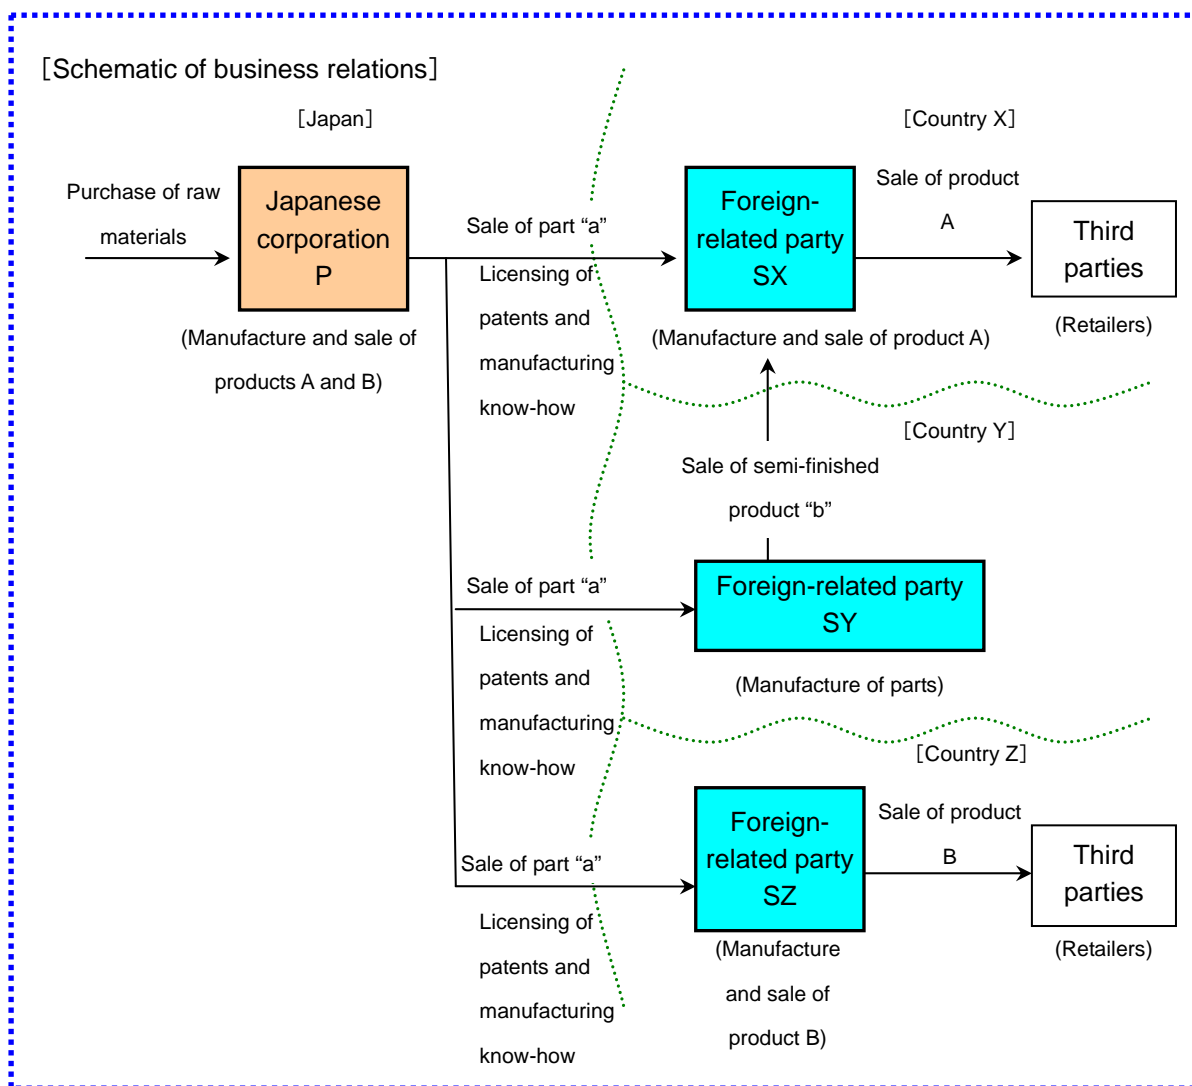 ［Schematic of business relations］
［Japan］
［Country X］
Purchase of raw
materials
Japanese
corporation
P
(Manufacture and sale of
products A and B)
Sale of part “a”
Licensing of
patents and
manufacturing
know-how
Foreign-
related party
SX
(Manufacture and sale of product A)
Sale of product
A
Third
parties
(Retailers)
［Country Y］
Sale of semi-finished
product “b”
Sale of part “a”
Licensing of
patents and
manufacturing
know-how
Foreign-related party
SY
(Manufacture of parts)
［Country Z］
Sale of part “a”
Licensing of
patents and
manufacturing
know-how
Foreign-
related party
SZ
(Manufacture
and sale of
product B)
Sale of product
B
Third
parties
(Retailers)